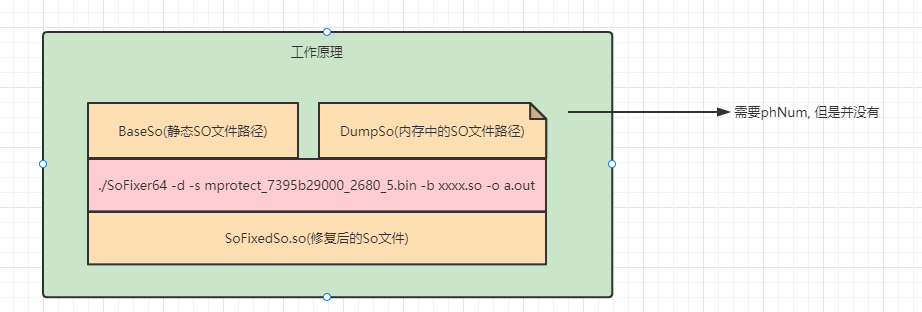 工作原理
BaseSo(静态SO文件路径)
DumpSo(内存中的SO文件路径)
需要phNum, 但是并没有
./SoFixer64 -d -s mprotect_7395b29000_2680_5.bin -b xxxx.so -o a.out
SoFixedSo.so(修复后的So文件)